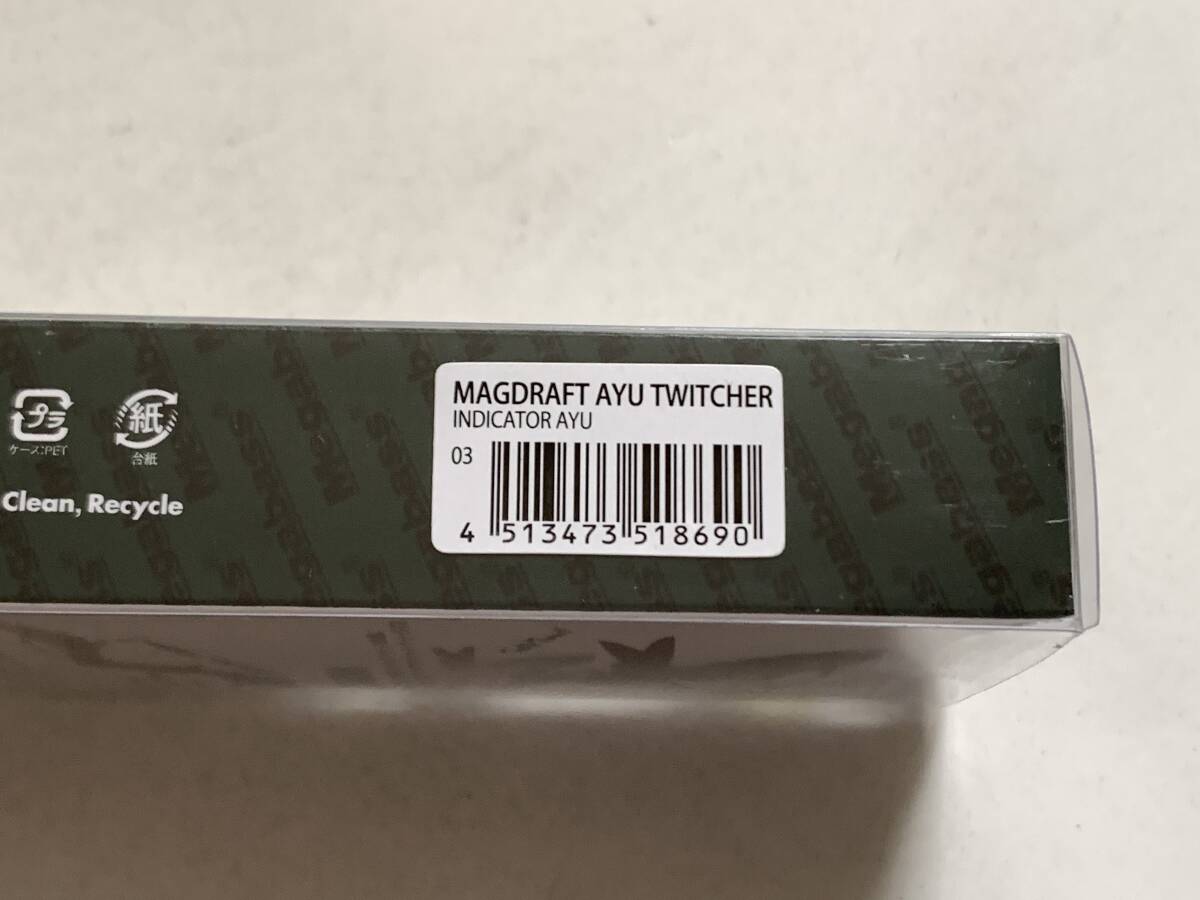 MAGDRAFT AYU TWITCHER
INDICATOR AYU
03
4 513473 518690
プラ
ケース:PET
紙
台紙
Clean, Recycle
Megabass